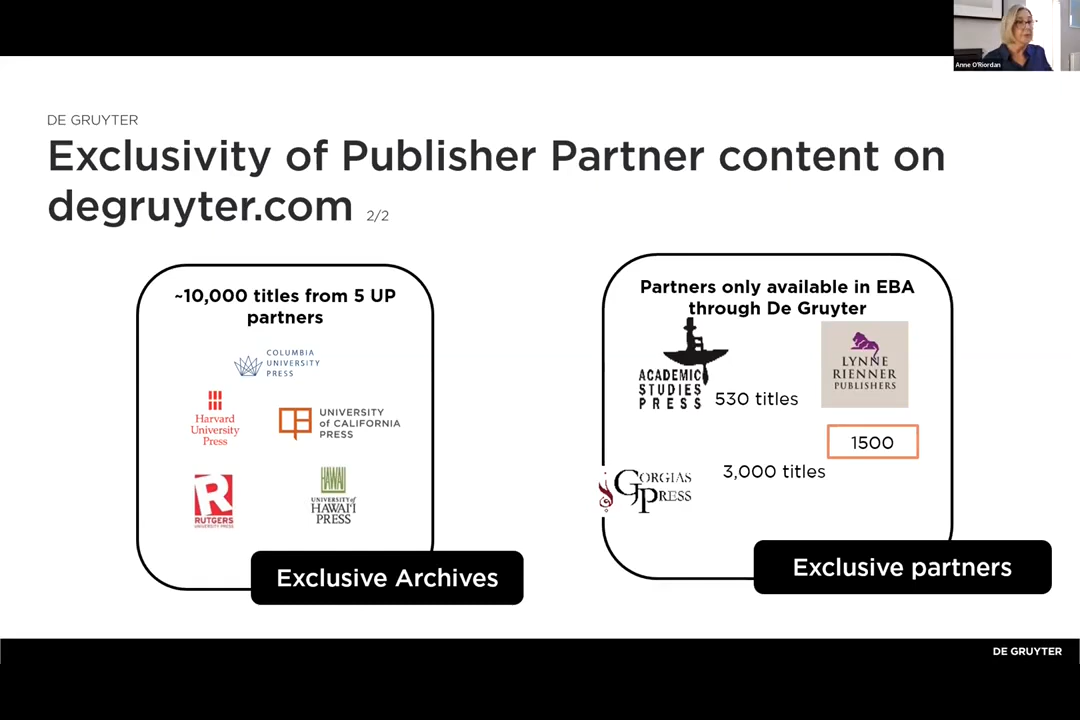 Anne O'Riordan
DE GRUYTER
Exclusivity of Publisher Partner content on
degruyter.com 2/2
~10,000 titles from 5 UP
partners
COLUMBIA
UNIVERSITY
PRESS
Harvard
University
Press
UNIVERSITY
of CALIFORNIA
PRESS
R
RUTGERS
UNIVERSITY PRESS
HAWAI
UNIVERSITY of
HAWAI'I
PRESS
Exclusive Archives
Partners only available in EBA
through De Gruyter
ACADEMIC
STUDIES
PRESS
530 titles
LYNNE
RIENNER
PUBLISHERS
1500
3,000 titles
GORGIAS
PRESS
Exclusive partners
DE GRUYTER